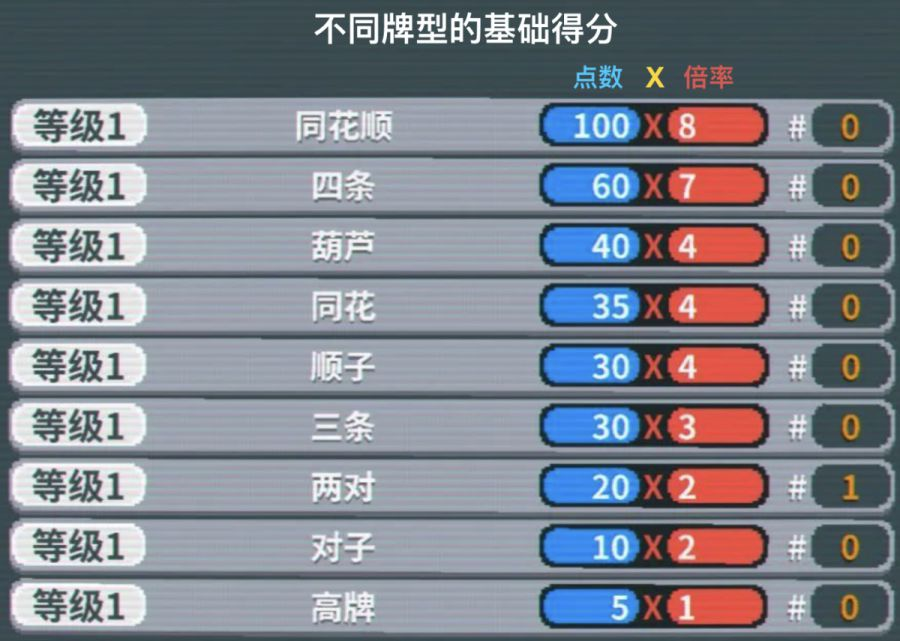 不同牌型的基础得分
点数 X 倍率
等级1 同花顺 100 X 8 # 0
等级1 四条 60 X 7 # 0
等级1 葫芦 40 X 4 # 0
等级1 同花 35 X 4 # 0
等级1 顺子 30 X 4 # 0
等级1 三条 30 X 3 # 0
等级1 两对 20 X 2 # 1
等级1 对子 10 X 2 # 0
等级1 高牌 5 X 1 # 0